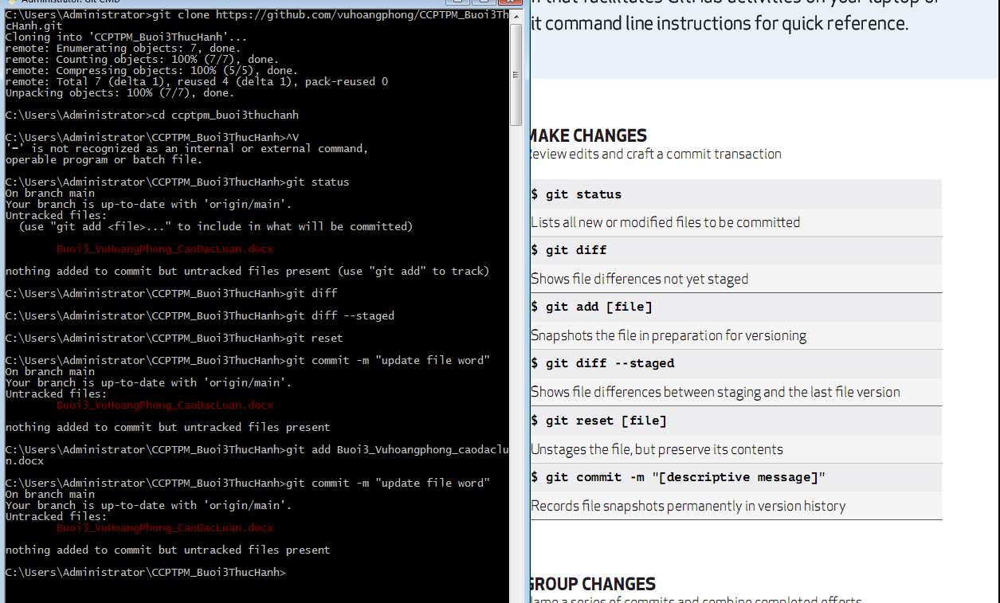 Administrator: Git CMD
C:\Users\Administrator>git clone https://github.com/vuhoangphong/CCPTPM_Buoi3Th
cHanh.git
Cloning into 'CCPTPM_Buoi3ThucHanh'...
remote: Enumerating objects: 7, done.
remote: Counting objects: 100% (7/7), done.
remote: Compressing objects: 100% (5/5), done.
remote: Total 7 (delta 1), reused 4 (delta 1), pack-reused 0
Unpacking objects: 100% (7/7), done.
C:\Users\Administrator>cd ccptpm_buoi3thuchanh
C:\Users\Administrator\CCPTPM_Buoi3ThucHanh>^V
'▬' is not recognized as an internal or external command,
operable program or batch file.
C:\Users\Administrator\CCPTPM_Buoi3ThucHanh>git status
On branch main
Your branch is up-to-date with 'origin/main'.
Untracked files:
(use "git add <file>..." to include in what will be committed)
Buoi3_VuHoangPhong_CaoDacLuan.docx
nothing added to commit but untracked files present (use "git add" to track)
C:\Users\Administrator\CCPTPM_Buoi3ThucHanh>git diff
C:\Users\Administrator\CCPTPM_Buoi3ThucHanh>git diff --staged
C:\Users\Administrator\CCPTPM_Buoi3ThucHanh>git reset
C:\Users\Administrator\CCPTPM_Buoi3ThucHanh>git commit -m "update file word"
On branch main
Your branch is up-to-date with 'origin/main'.
Untracked files:
Buoi3_VuHoangPhong_CaoDacLuan.docx
nothing added to commit but untracked files present
C:\Users\Administrator\CCPTPM_Buoi3ThucHanh>git add Buoi3_Vuhoangphong_caodaclu
n.docx
C:\Users\Administrator\CCPTPM_Buoi3ThucHanh>git commit -m "update file word"
On branch main
Your branch is up-to-date with 'origin/main'.
Untracked files:
Buoi3_VuHoangPhong_CaoDacLuan.docx
nothing added to commit but untracked files present
C:\Users\Administrator\CCPTPM_Buoi3ThucHanh>
that facilitates GitHub activities on your laptop or
it command line instructions for quick reference.
MAKE CHANGES
Review edits and craft a commit transaction
$ git status
Lists all new or modified files to be committed
$ git diff
Shows file differences not yet staged
$ git add [file]
Snapshots the file in preparation for versioning
$ git diff --staged
Shows file differences between staging and the last file version
$ git reset [file]
Unstages the file, but preserve its contents
$ git commit -m "[descriptive message]"
Records file snapshots permanently in version history
GROUP CHANGES
Name a series of commits and combine completed efforts